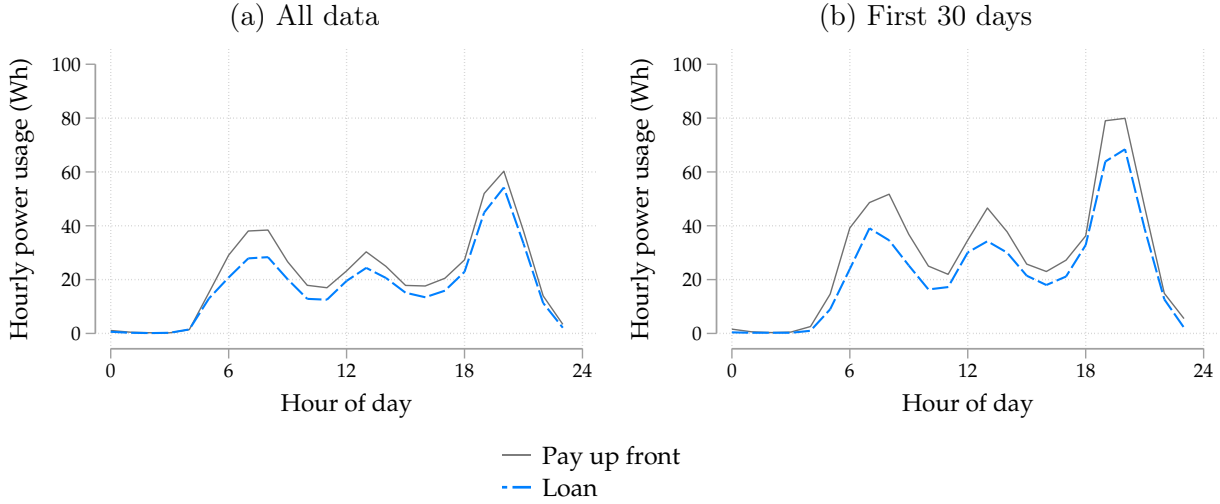 (a) All data
Hourly power usage (Wh)
100
80
60
40
20
0
0 6 12 18 24
Hour of day
(b) First 30 days
Hourly power usage (Wh)
100
80
60
40
20
0
0 6 12 18 24
Hour of day
Pay up front
Loan